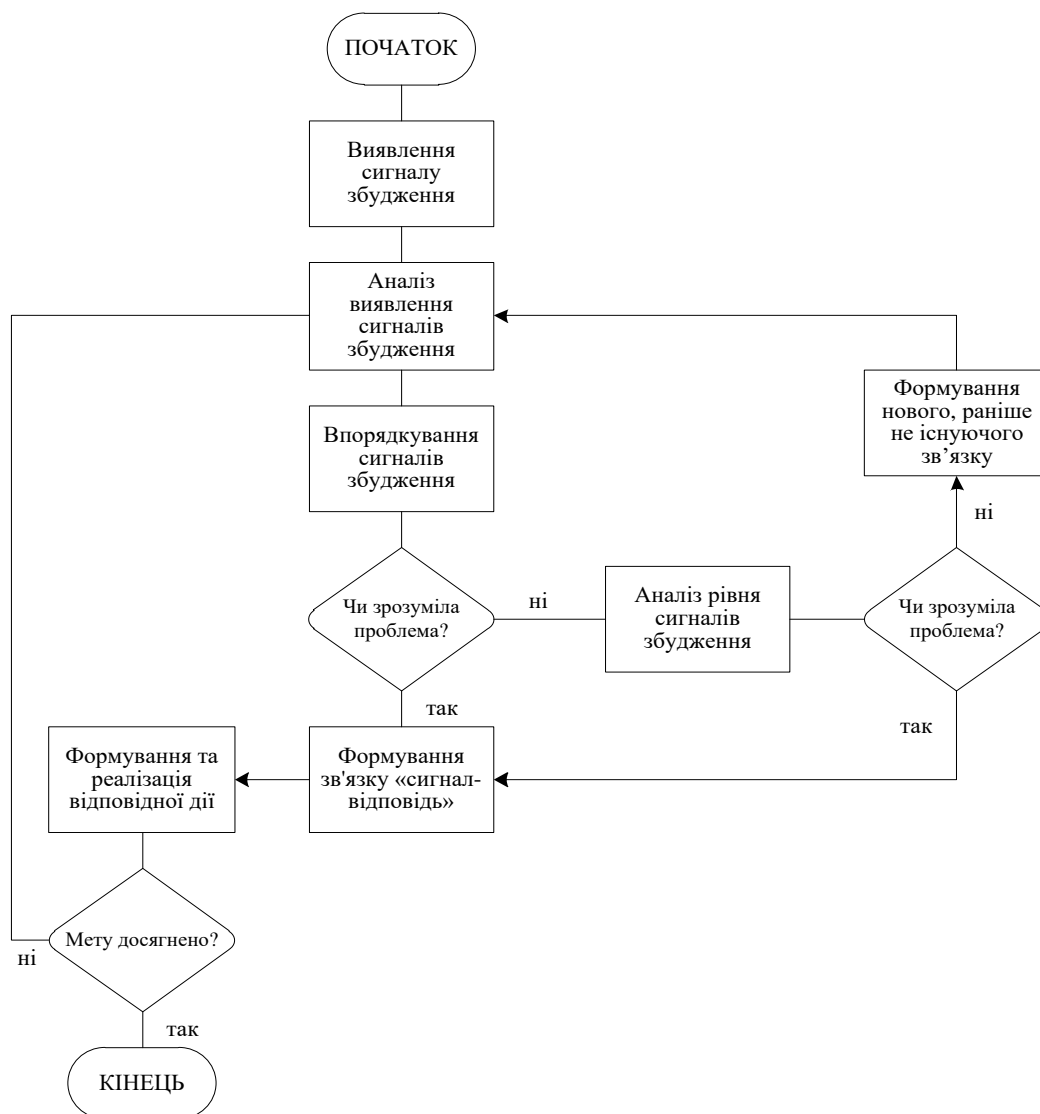 ПОЧАТОК
Виявлення
сигналу
збудження
Аналіз
виявлення
сигналів
збудження
Впорядкування
сигналів
збудження
Формування
нового, раніше
не існуючого
зв’язку
ні
Чи зрозуміла
проблема?
ні
Аналіз рівня
сигналів
збудження
Чи зрозуміла
проблема?
так
так
Формування та
реалізація
відповідної дії
Формування
зв'язку «сигнал-
відповідь»
Мету досягнено?
ні
так
КІНЕЦЬ